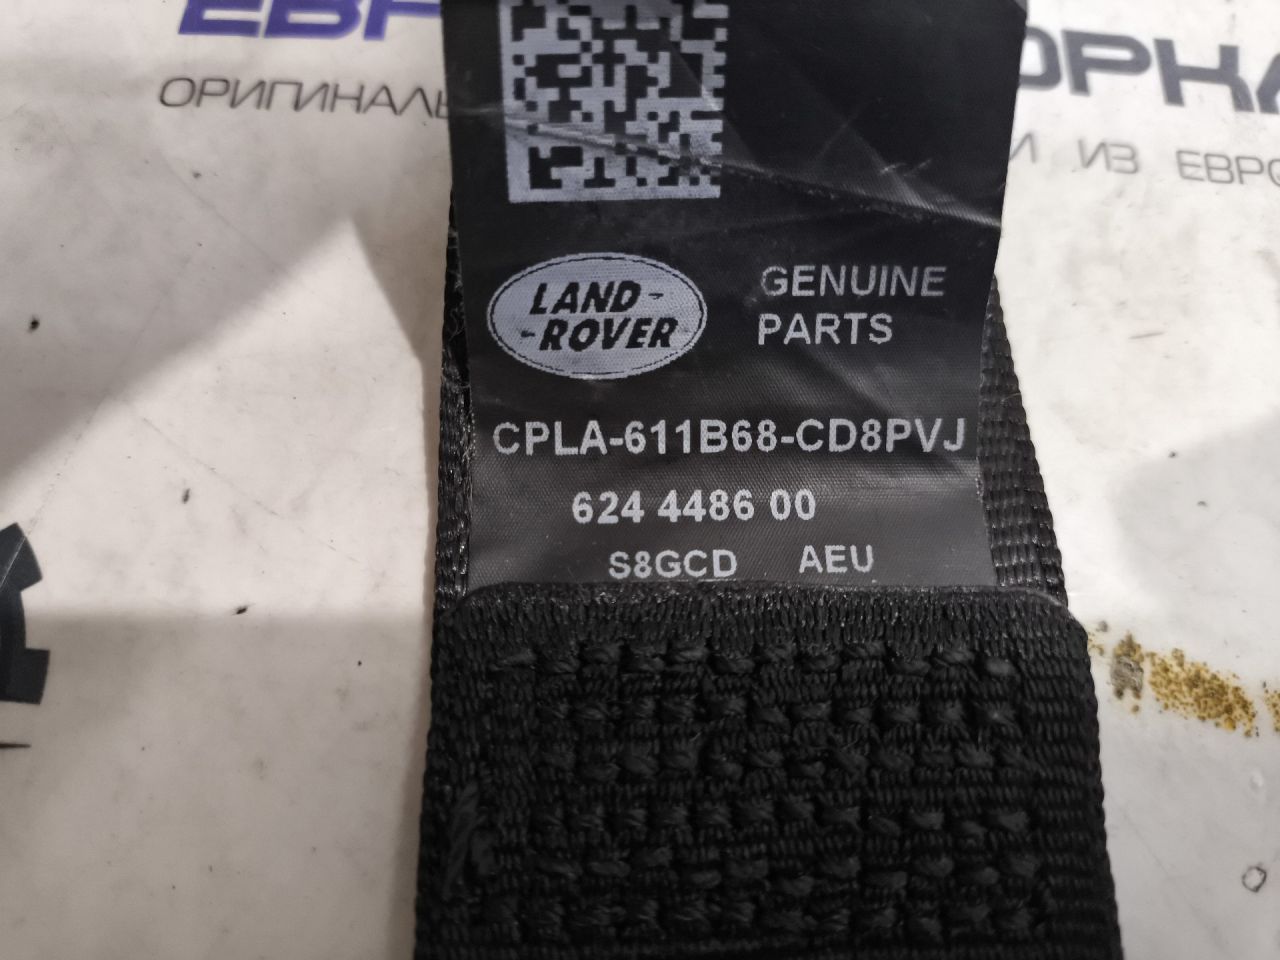 ОРИГИНАЛЬ
ИЗ ЕВРО
LAND-
-ROVER
GENUINE
PARTS
CPLA-611B68-CD8PVJ
624 4486 00
S8GCD AEU